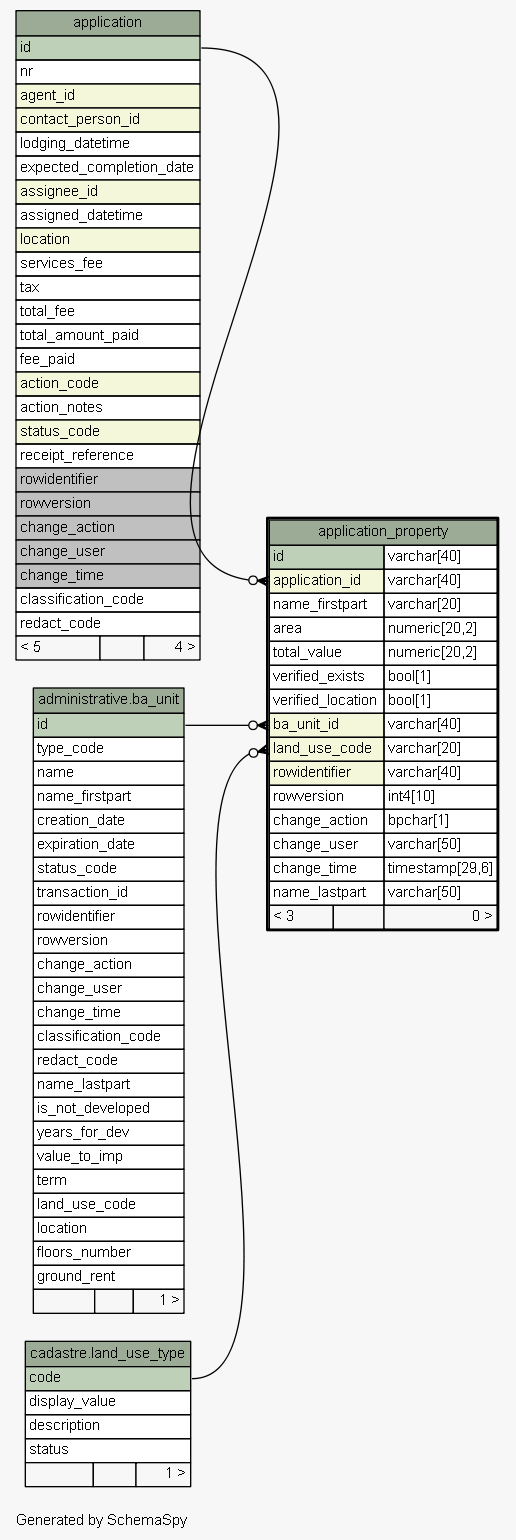 application
id
nr
agent_id
contact_person_id
lodging_datetime
expected_completion_date
assignee_id
assigned_datetime
location
services_fee
tax
total_fee
total_amount_paid
fee_paid
action_code
action_notes
status_code
receipt_reference
rowidentifier
rowversion
change_action
change_user
change_time
classification_code
redact_code
< 5 4 >
application_property
id varchar[40]
application_id varchar[40]
name_firstpart varchar[20]
area numeric[20,2]
total_value numeric[20,2]
verified_exists bool[1]
verified_location bool[1]
ba_unit_id varchar[40]
land_use_code varchar[20]
rowidentifier varchar[40]
rowversion int4[10]
change_action bpchar[1]
change_user varchar[50]
change_time timestamp[29,6]
name_lastpart varchar[50]
< 3 0 >
administrative.ba_unit
id
type_code
name
name_firstpart
creation_date
expiration_date
status_code
transaction_id
rowidentifier
rowversion
change_action
change_user
change_time
classification_code
redact_code
name_lastpart
is_not_developed
years_for_dev
value_to_imp
term
land_use_code
location
floors_number
ground_rent
1 >
cadastre.land_use_type
code
display_value
description
status
1 >
Generated by SchemaSpy